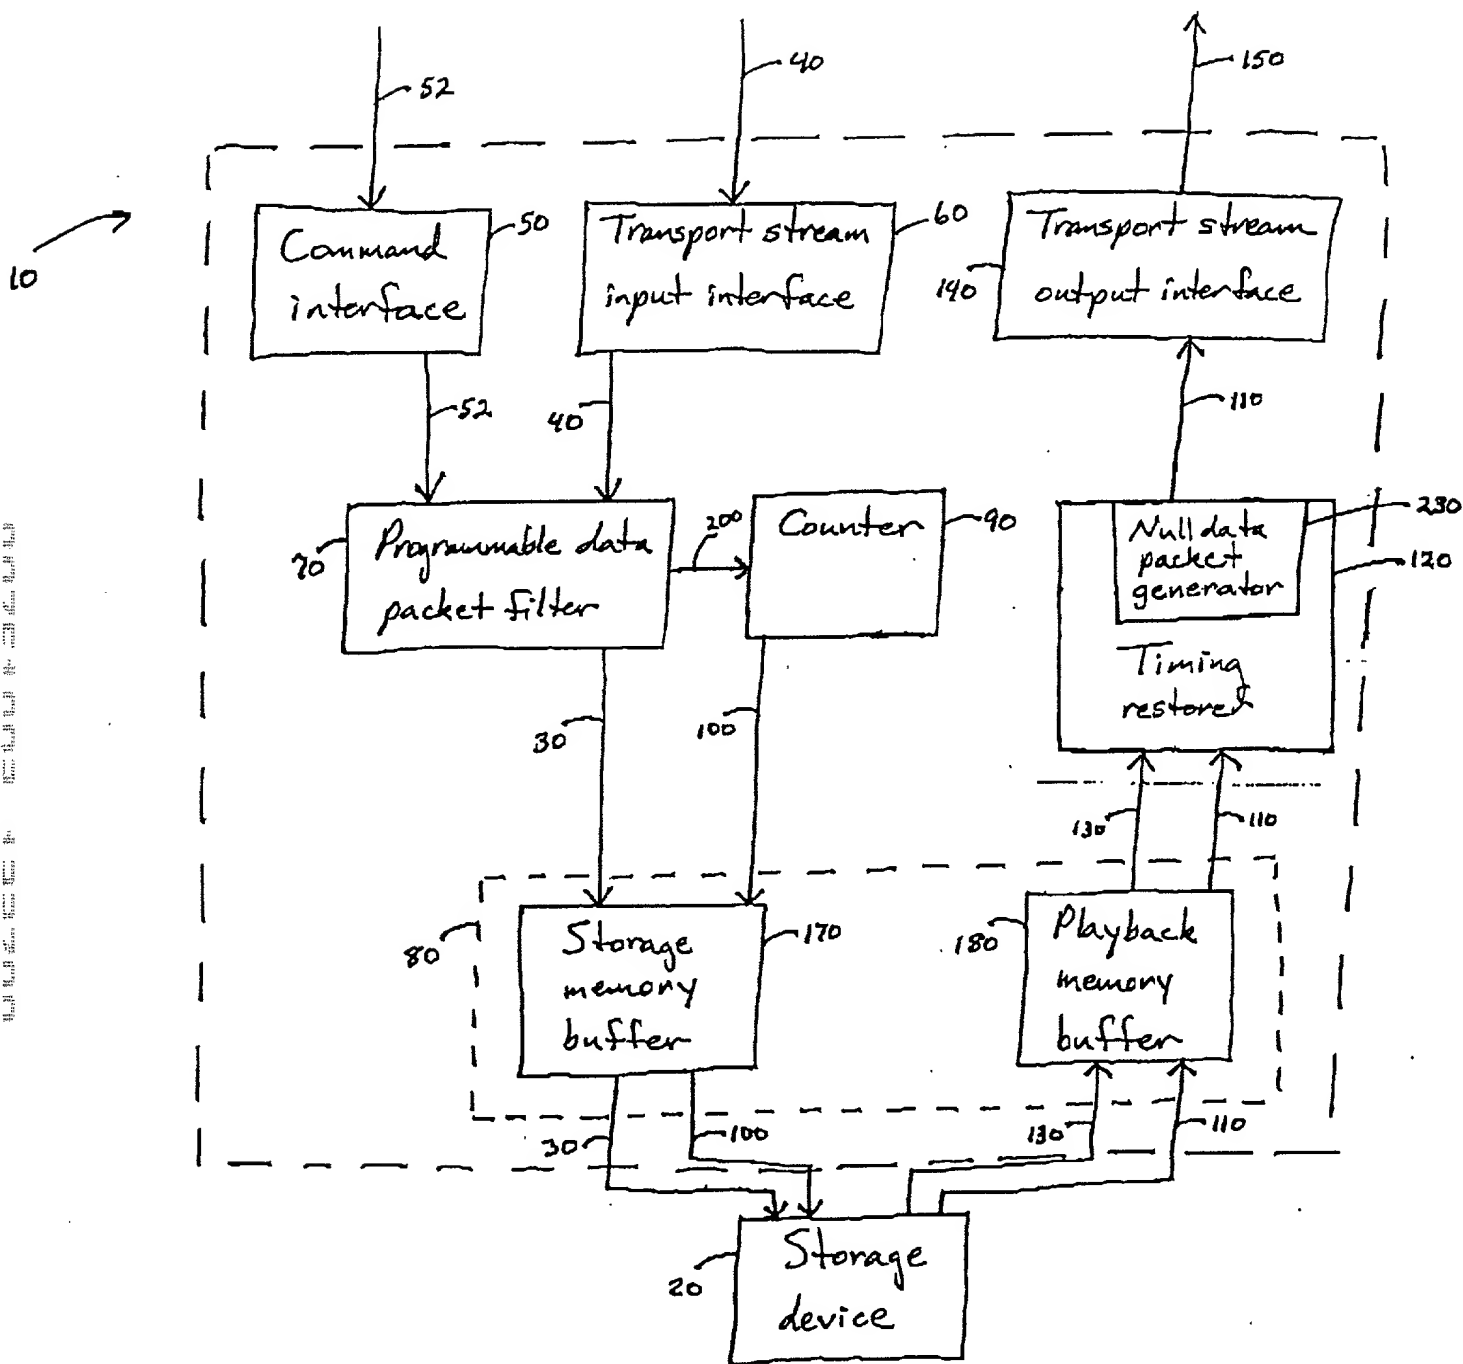 52
40
150
10
Command
interface
50
Transport stream
input interface
60
Transport stream
output interface
140
52
40
110
Programmable data
packet filter
70
200
Counter
90
Null data
packet
generator
230
120
Timing
restorer
30
100
130
110
80
Storage
memory
buffer
170
180
Playback
memory
buffer
30
100
130
110
20
Storage
device